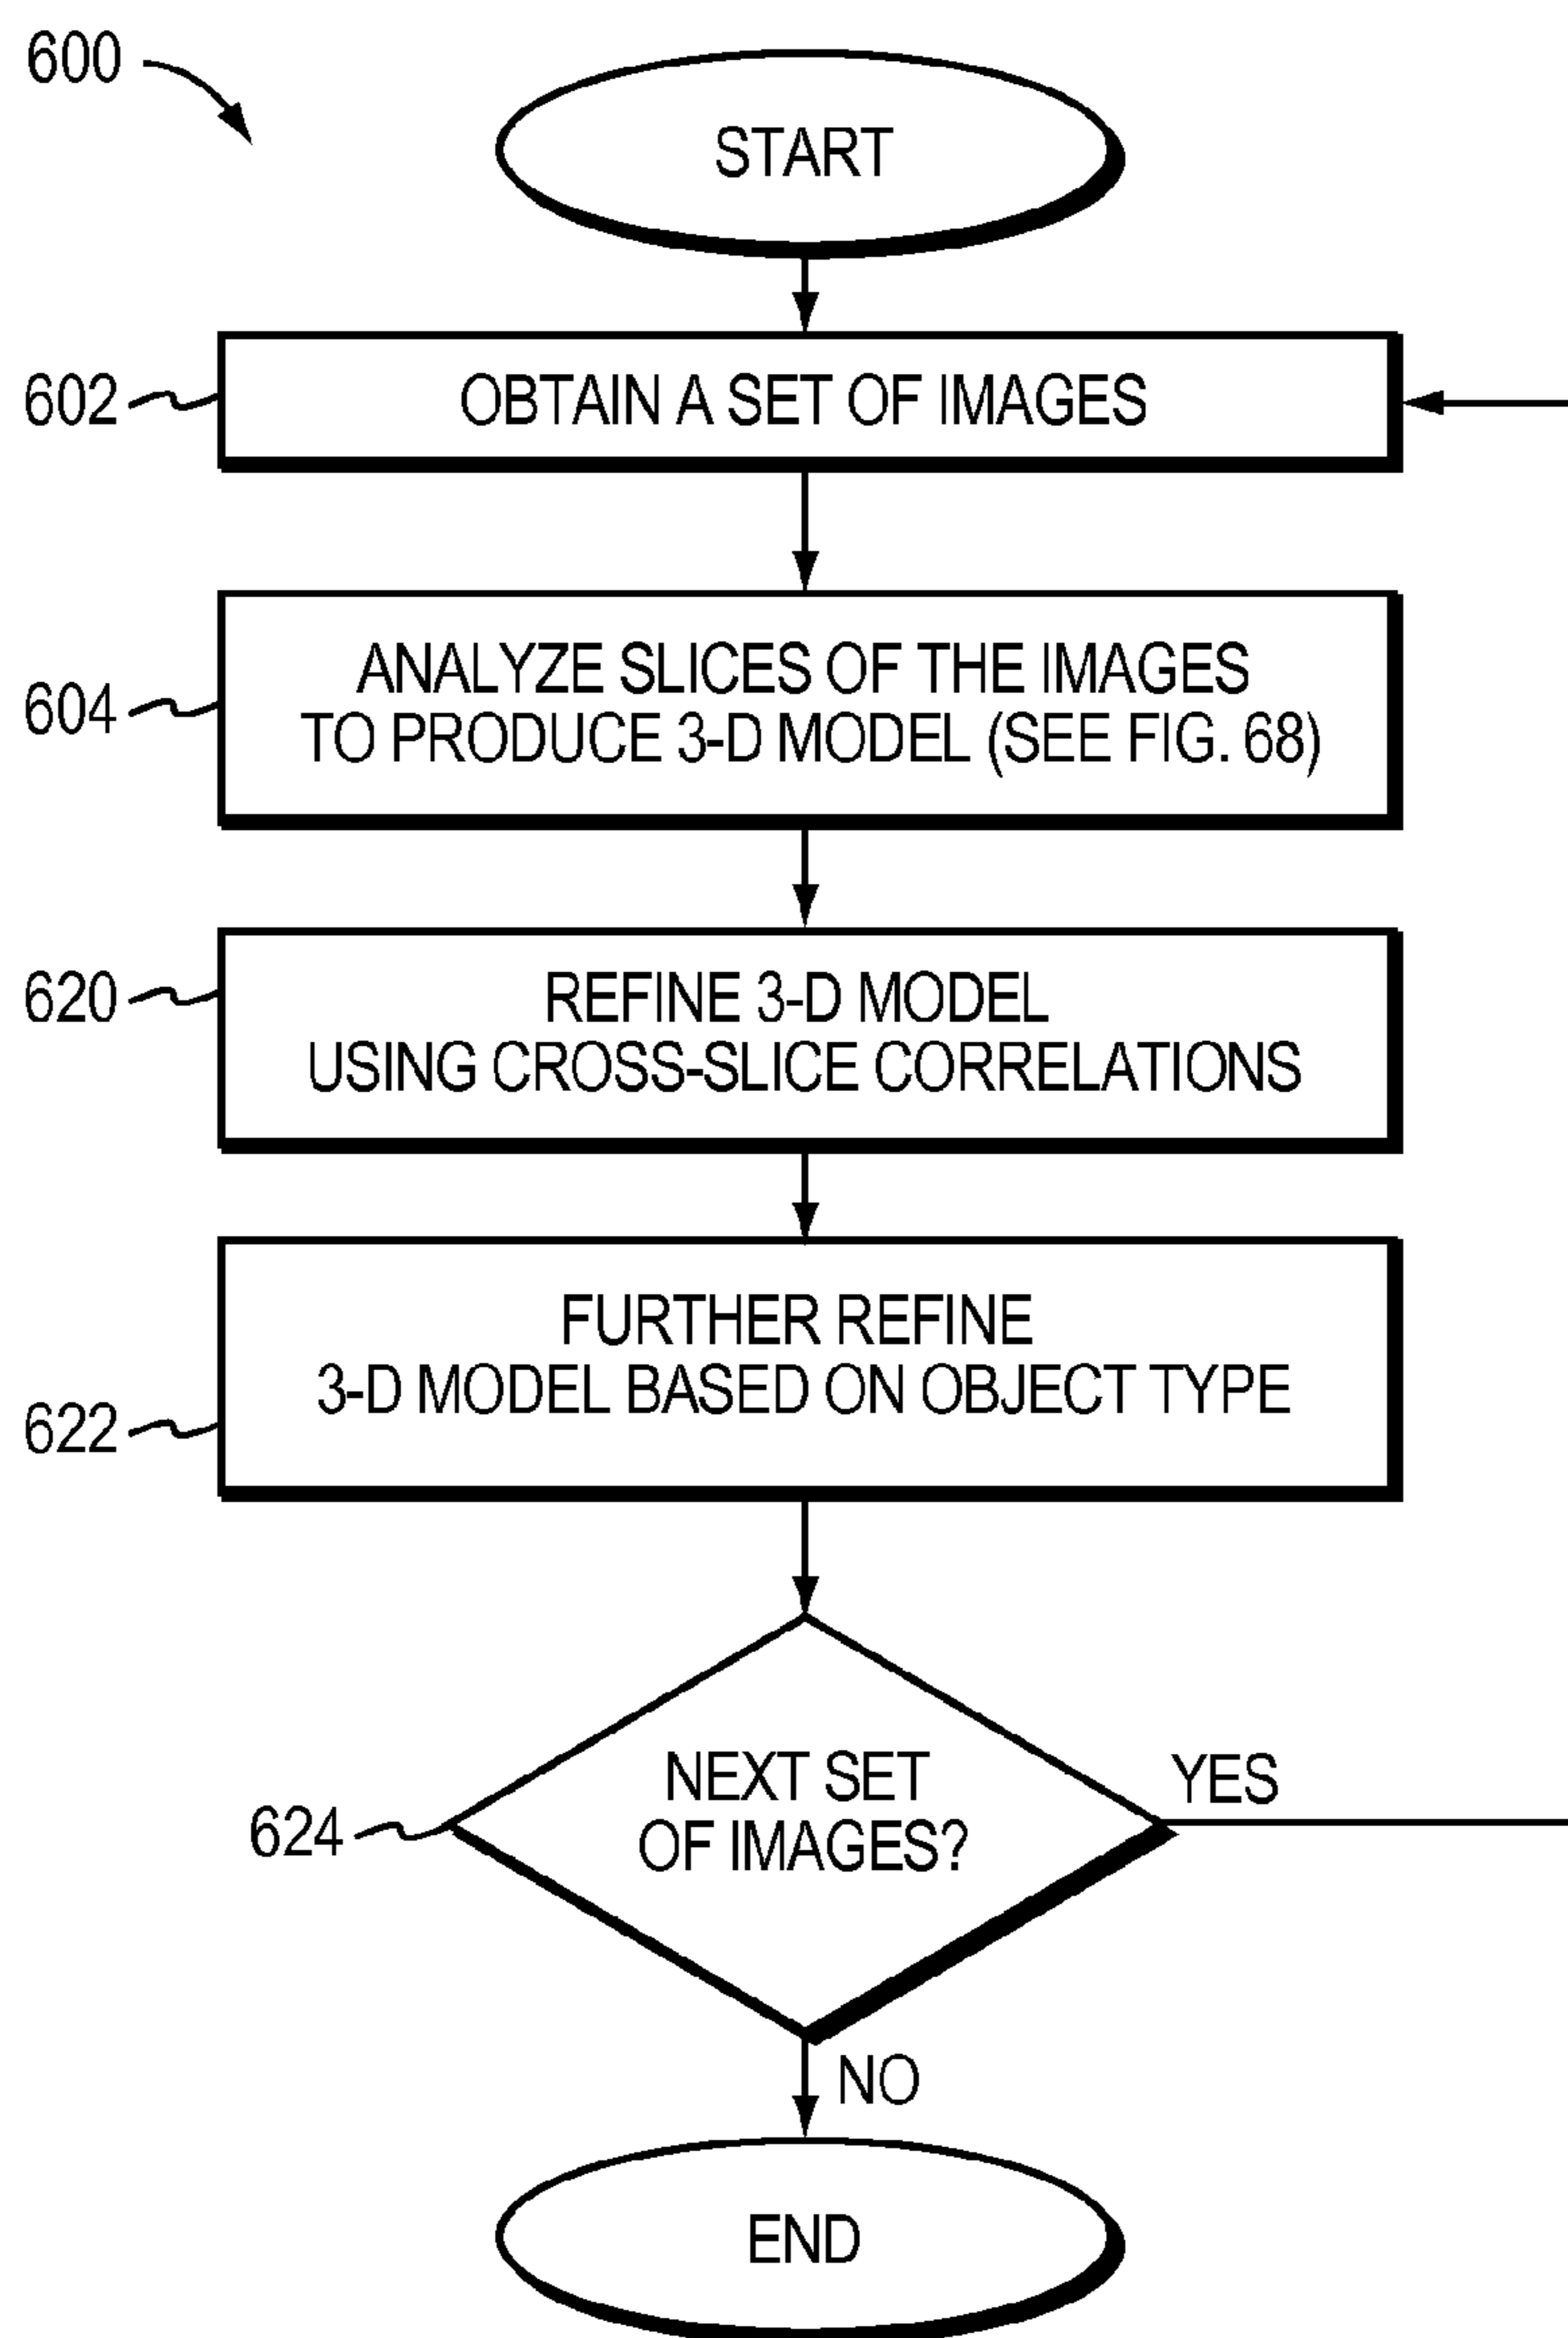 600
START
602
OBTAIN A SET OF IMAGES
604
ANALYZE SLICES OF THE IMAGES
TO PRODUCE 3-D MODEL (SEE FIG. 68)
620
REFINE 3-D MODEL
USING CROSS-SLICE CORRELATIONS
622
FURTHER REFINE
3-D MODEL BASED ON OBJECT TYPE
624
NEXT SET
OF IMAGES?
YES
NO
END